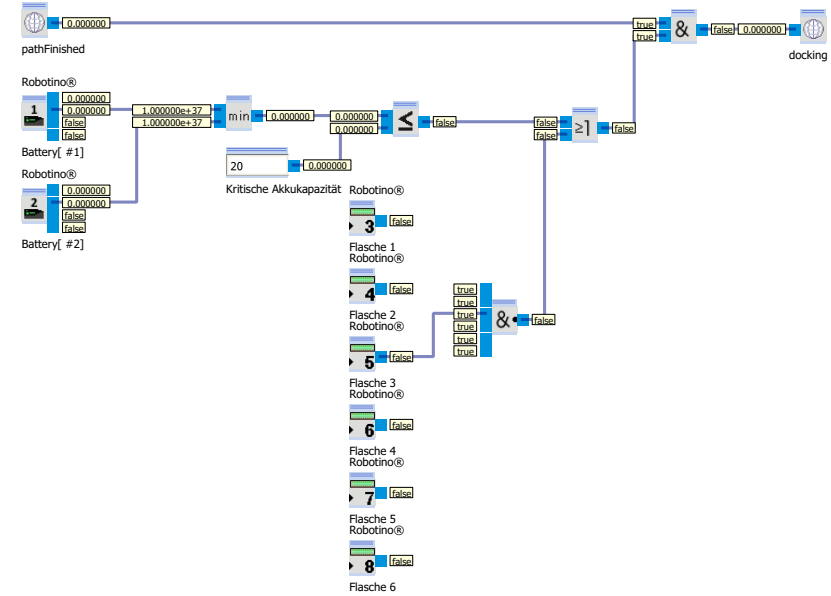 0.000000
true
true
&
false
0.000000
pathFinished
docking
Robotino®
1
0.000000
0.000000
false
false
Battery[ #1]
1.000000e+37
1.000000e+37
min
0.000000
0.000000
0.000000
≤
false
false
false
≥1
false
20
0.000000
Kritische Akkukapazität
Robotino®
2
0.000000
0.000000
false
false
Battery[ #2]
Robotino®
3
false
Flasche 1
Robotino®
4
false
Flasche 2
Robotino®
5
false
Flasche 3
Robotino®
6
false
Flasche 4
Robotino®
7
false
Flasche 5
Robotino®
8
false
Flasche 6
true
true
true
true
true
true
&
false